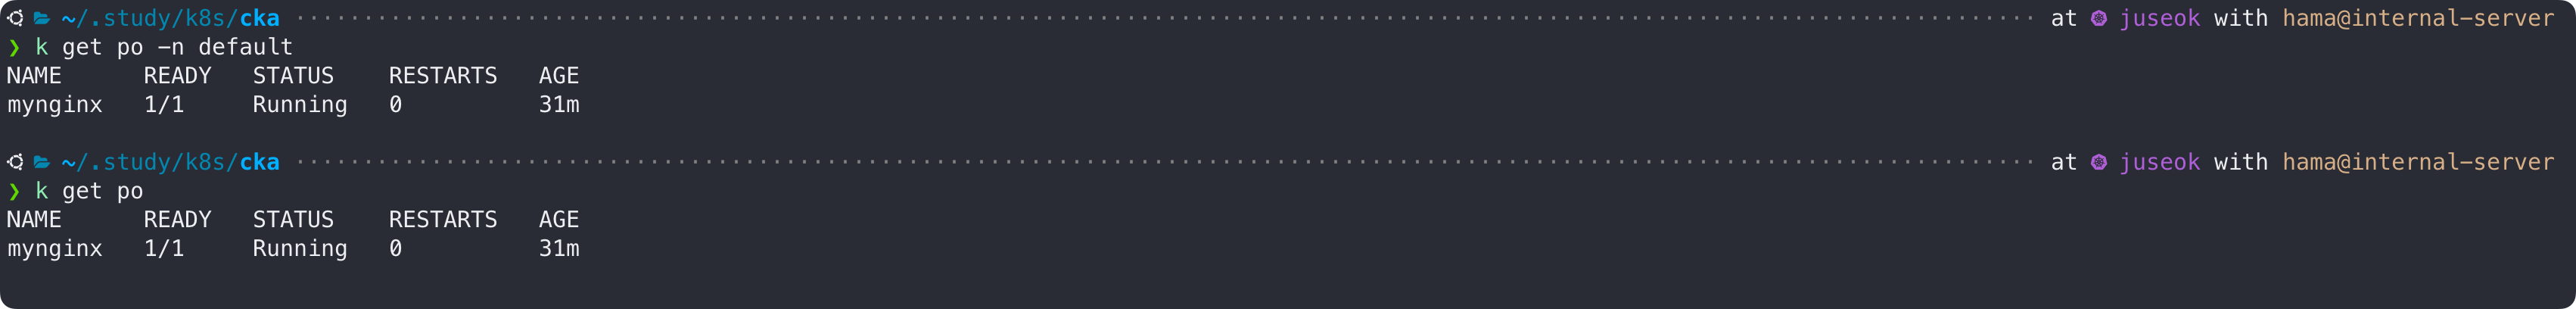 ~/.study/k8s/cka at juseok with hama@internal-server
❯ k get po -n default
NAME READY STATUS RESTARTS AGE
mynginx 1/1 Running 0 31m
~/.study/k8s/cka at juseok with hama@internal-server
❯ k get po
NAME READY STATUS RESTARTS AGE
mynginx 1/1 Running 0 31m